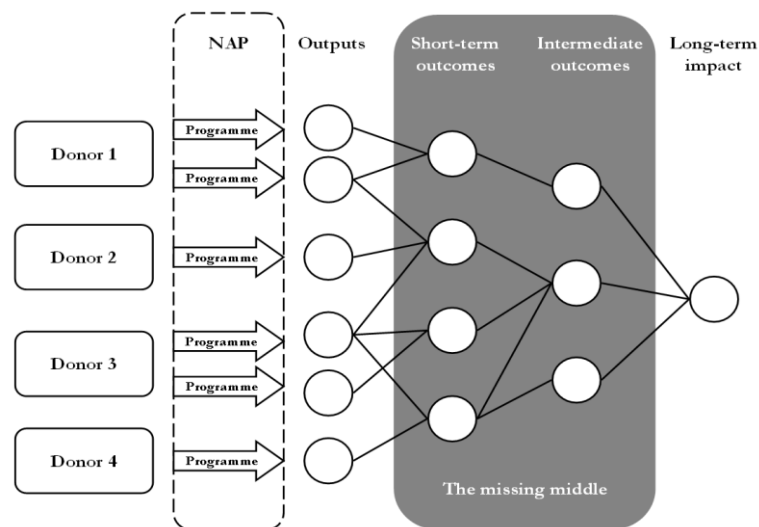 NAP
Outputs
Short-term
outcomes
Intermediate
outcomes
Long-term
impact
Donor 1
Programme
Programme
Donor 2
Programme
Donor 3
Programme
Programme
Donor 4
Programme
The missing middle